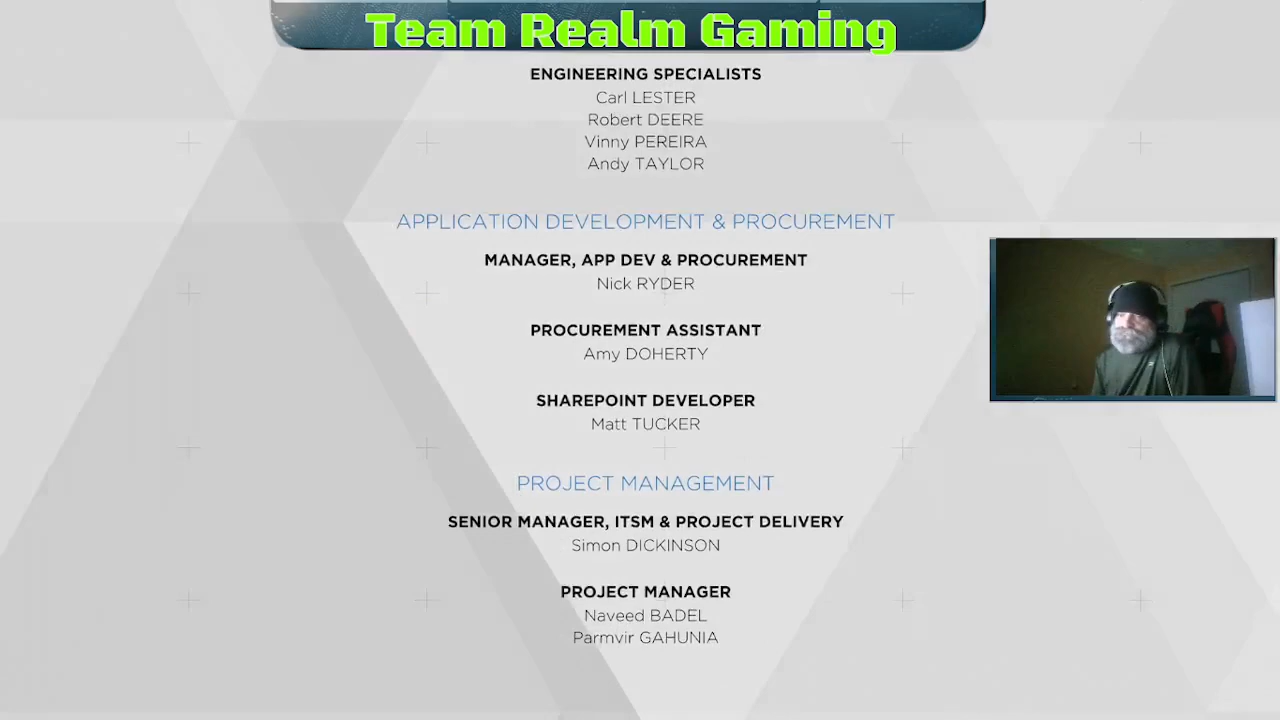 Team Realm Gaming
ENGINEERING SPECIALISTS
Carl LESTER
Robert DEERE
Vinny PEREIRA
Andy TAYLOR
APPLICATION DEVELOPMENT & PROCUREMENT
MANAGER, APP DEV & PROCUREMENT
Nick RYDER
PROCUREMENT ASSISTANT
Amy DOHERTY
SHAREPOINT DEVELOPER
Matt TUCKER
PROJECT MANAGEMENT
SENIOR MANAGER, ITSM & PROJECT DELIVERY
Simon DICKINSON
PROJECT MANAGER
Naveed BADEL
Parmvir GAHUNIA